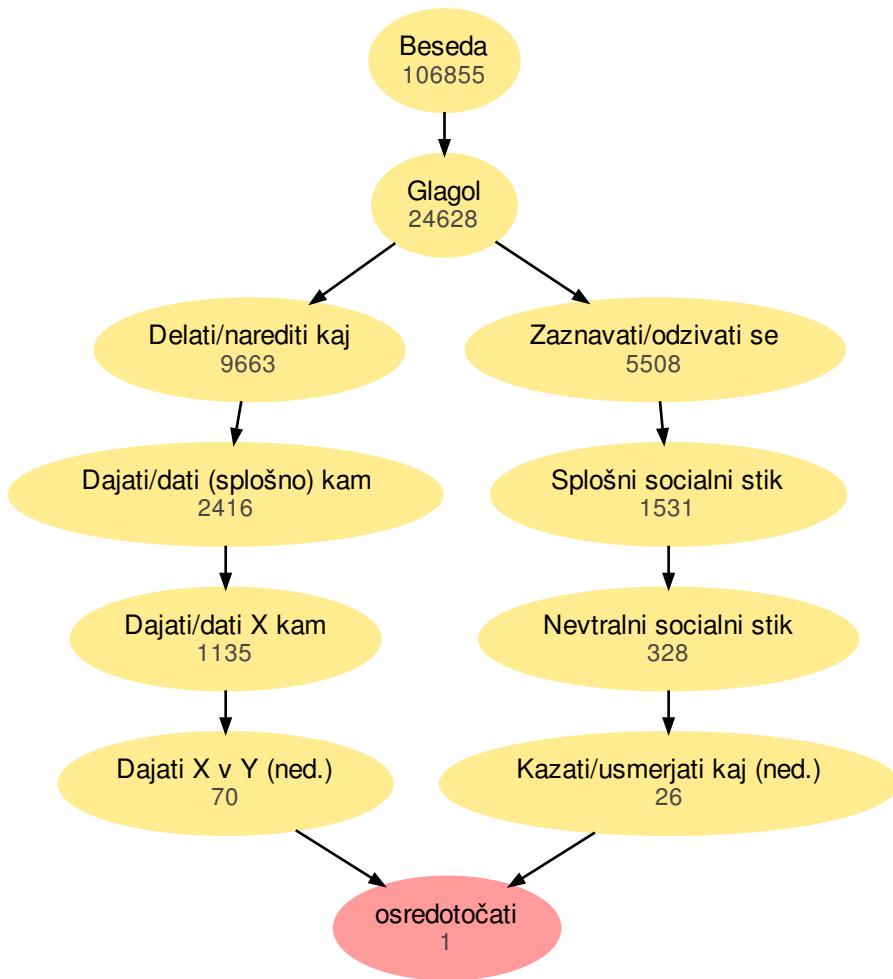 Beseda
106855
Glagol
24628
Delati/narediti kaj
9663
Zaznavati/odzivati se
5508
Dajati/dati (splošno) kam
2416
Splošni socialni stik
1531
Dajati/dati X kam
1135
Nevtralni socialni stik
328
Dajati X v Y (ned.)
70
Kazati/usmerjati kaj (ned.)
26
osredotočati
1